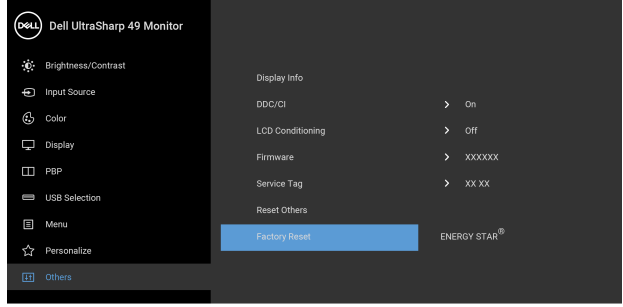 DELL Dell UltraSharp 49 Monitor
Brightness/Contrast
Input Source
Color
Display
PBP
USB Selection
Menu
Personalize
Others
Display Info
DDC/CI > On
LCD Conditioning > Off
Firmware > XXXXXX
Service Tag > XX XX
Reset Others
Factory Reset ENERGY STAR®